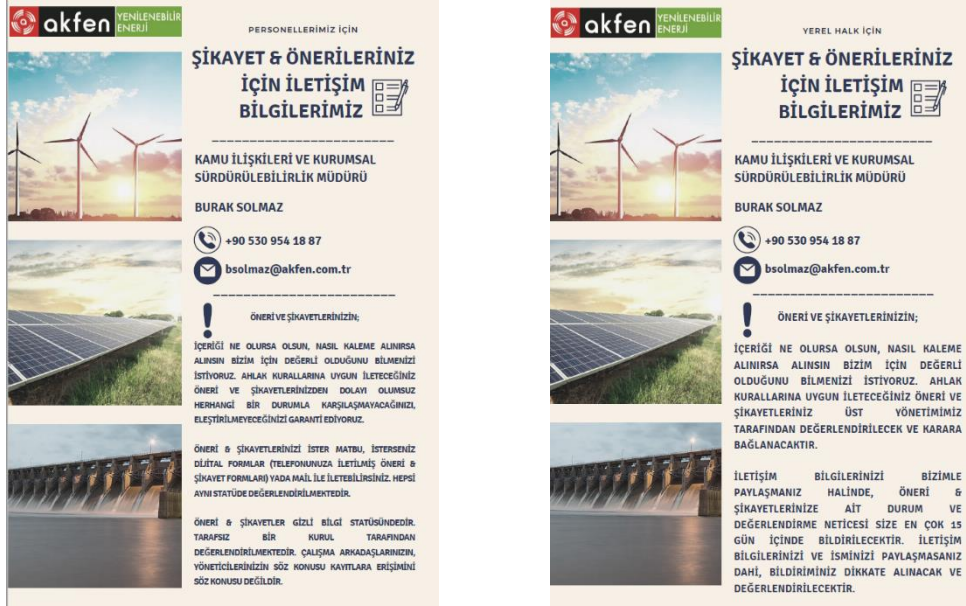 akfen YENİLENEBİLİR
ENERJİ
PERSONELLERİMİZ İÇİN
ŞİKAYET & ÖNERİLERİNİZ
İÇİN İLETİŞİM
BİLGİLERİMİZ
KAMU İLİŞKİLERİ VE KURUMSAL
SÜRDÜRÜLEBİLİRLİK MÜDÜRÜ
BURAK SOLMAZ
+90 530 954 18 87
bsolmaz@akfen.com.tr
ÖNERİ VE ŞİKAYETLERİNİZİN;
İÇERİĞİ NE OLURSA OLSUN, NASIL KALEME ALINIRSA
ALINSIN BİZİM İÇİN DEĞERLİ OLDUĞUNU BİLMENİZİ
İSTİYORUZ. AHLAK KURALLARINA UYGUN İLETECEĞİNİZ
ÖNERİ VE ŞİKAYETLERİNİZDEN DOLAYI OLUMSUZ
HERHANGİ BİR DURUMLA KARŞILAŞMAYACAĞINIZI,
ELEŞTİRİLMEYECEĞİNİZİ GARANTİ EDİYORUZ.
ÖNERİ & ŞİKAYETLERİNİZİ İSTER MATBU, İSTERSENİZ
DİJİTAL FORMLAR (TELEFONUNUZA İLETİLMİŞ ÖNERİ &
ŞİKAYET FORMLARI) YADA MAİL İLE İLETEBİLİRSİNİZ. HEPSİ
AYNI STATÜDE DEĞERLENDİRİLMEKTEDİR.
ÖNERİ & ŞİKAYETLER GİZLİ BİLGİ STATÜSÜNDEDİR.
TARAFSIZ BİR KURUL TARAFINDAN
DEĞERLENDİRİLMEKTEDİR. ÇALIŞMA ARKADAŞLARINIZIN,
YÖNETİCİLERİNİZİN SÖZ KONUSU KAYITLARA ERİŞİMİNİ
SÖZ KONUSU DEĞİLDİR.
akfen YENİLENEBİLİR
ENERJİ
YEREL HALK İÇİN
ŞİKAYET & ÖNERİLERİNİZ
İÇİN İLETİŞİM
BİLGİLERİMİZ
KAMU İLİŞKİLERİ VE KURUMSAL
SÜRDÜRÜLEBİLİRLİK MÜDÜRÜ
BURAK SOLMAZ
+90 530 954 18 87
bsolmaz@akfen.com.tr
ÖNERİ VE ŞİKAYETLERİNİZİN;
İÇERİĞİ NE OLURSA OLSUN, NASIL KALEME
ALINIRSA ALINSIN BİZİM İÇİN DEĞERLİ
OLDUĞUNU BİLMENİZİ İSTİYORUZ. AHLAK
KURALLARINA UYGUN İLETECEĞİNİZ ÖNERİ VE
ŞİKAYETLERİNİZ ÜST YÖNETİMİMİZ
TARAFINDAN DEĞERLENDİRİLECEK VE KARARA
BAĞLANACAKTIR.
İLETİŞİM BİLGİLERİNİZİ BİZİMLE
PAYLAŞMANIZ HALİNDE, ÖNERİ &
ŞİKAYETLERİNİZE AİT DURUM VE
DEĞERLENDİRME NETİCESİ SİZE EN ÇOK 15
GÜN İÇİNDE BİLDİRİLECEKTİR. İLETİŞİM
BİLGİLERİNİZİ VE İSMİNİZİ PAYLAŞMASANIZ
DAHİ, BİLDİRİMİNİZ DİKKATE ALINACAK VE
DEĞERLENDİRİLECEKTİR.